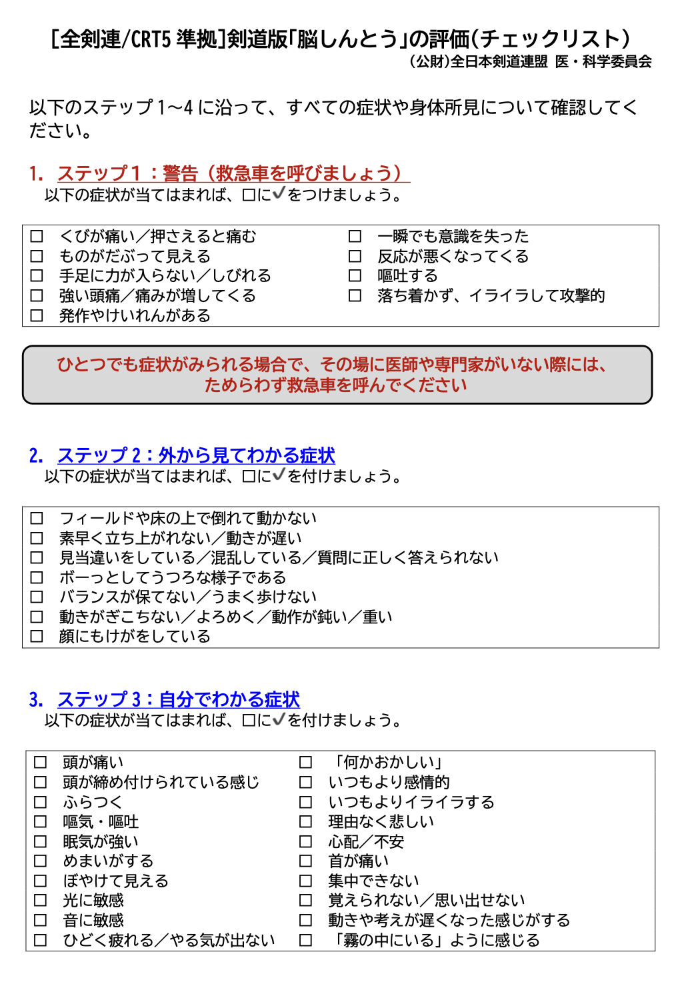 [全剣連/CRT5 準拠]剣道版「脳しんとう」の評価(チェックリスト)
(公財)全日本剣道連盟 医・科学委員会
以下のステップ1～4に沿って、すべての症状や身体所見について確認してく
ださい。
1. ステップ1：警告（救急車を呼びましょう）
以下の症状が当てはまれば、□に✓をつけましょう。
□ くびが痛い／押さえると痛む
□ ものがだぶって見える
□ 手足に力が入らない／しびれる
□ 強い頭痛／痛みが増してくる
□ 発作やけいれんがある
□ 一瞬でも意識を失った
□ 反応が悪くなってくる
□ 嘔吐する
□ 落ち着かず、イライラして攻撃的
ひとつでも症状がみられる場合で、その場に医師や専門家がいない際には、
ためらわず救急車を呼んでください
2. ステップ2：外から見てわかる症状
以下の症状が当てはまれば、□に✓を付けましょう。
□ フィールドや床の上で倒れて動かない
□ 素早く立ち上がれない／動きが遅い
□ 見当違いをしている／混乱している／質問に正しく答えられない
□ ボーっとしてうつろな様子である
□ バランスが保てない／うまく歩けない
□ 動きがぎこちない／よろめく／動作が鈍い／重い
□ 顔にもけがをしている
3. ステップ3：自分でわかる症状
以下の症状が当てはまれば、□に✓を付けましょう。
□ 頭が痛い
□ 頭が締め付けられている感じ
□ ふらつく
□ 嘔気・嘔吐
□ 眠気が強い
□ めまいがする
□ ぼやけて見える
□ 光に敏感
□ 音に敏感
□ ひどく疲れる／やる気が出ない
□ 「何かおかしい」
□ いつもより感情的
□ いつもよりイライラする
□ 理由なく悲しい
□ 心配／不安
□ 首が痛い
□ 集中できない
□ 覚えられない／思い出せない
□ 動きや考えが遅くなった感じがする
□ 「霧の中にいる」ように感じる